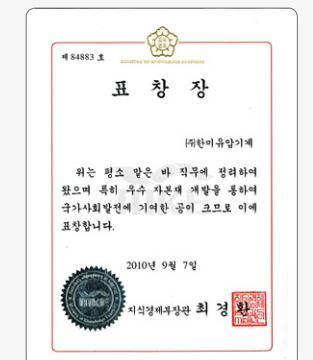 MINISTRY OF KNOWLEDGE ECONOMY
제 84883 호
표 창 장
㈜한미유압기계
위는 평소 맡은 바 직무에 정려하여
왔으며 특히 우수 자본재 개발을 통하여
국가사회발전에 기여한 공이 크므로 이에
표창합니다.
2010년 9월 7일
지식경제부장관 최 경 환